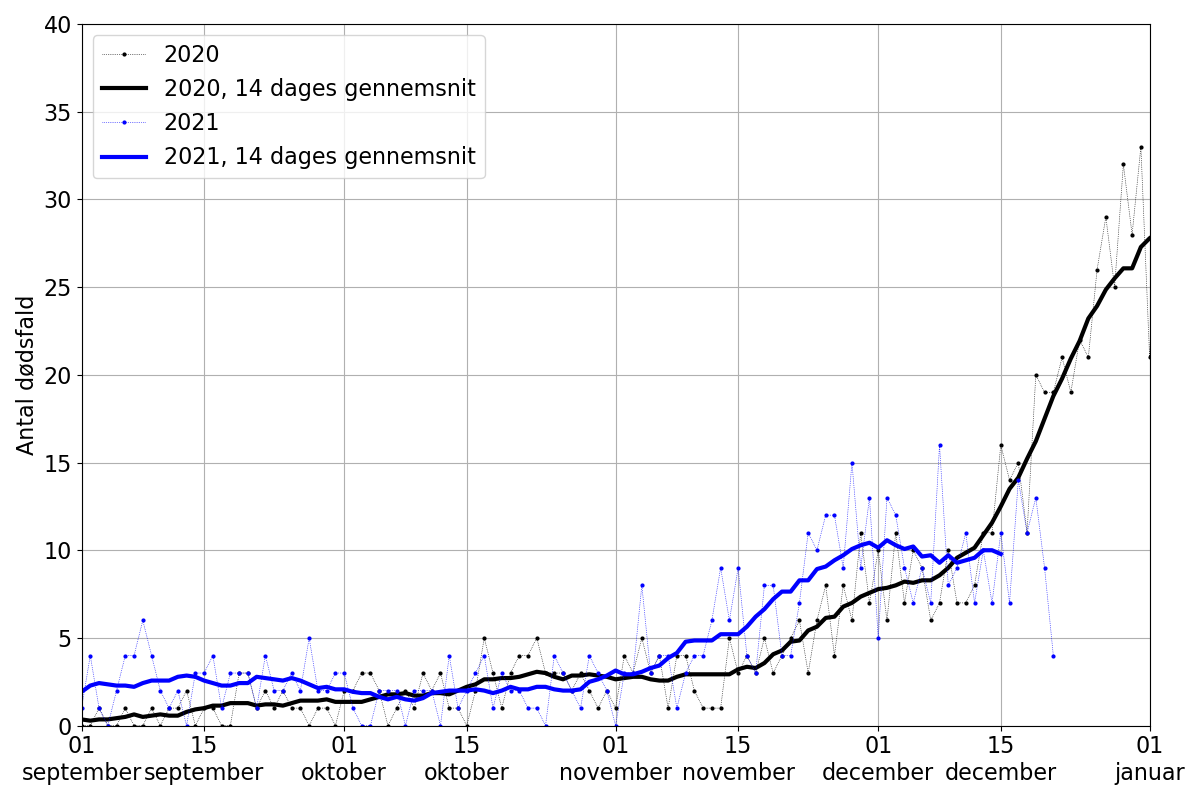 40
35
30
25
20
15
10
5
0
Antal dødsfald
2020
2020, 14 dages gennemsnit
2021
2021, 14 dages gennemsnit
01 15 01 15 01 15 01 15 01
september september oktober oktober november november december december januar